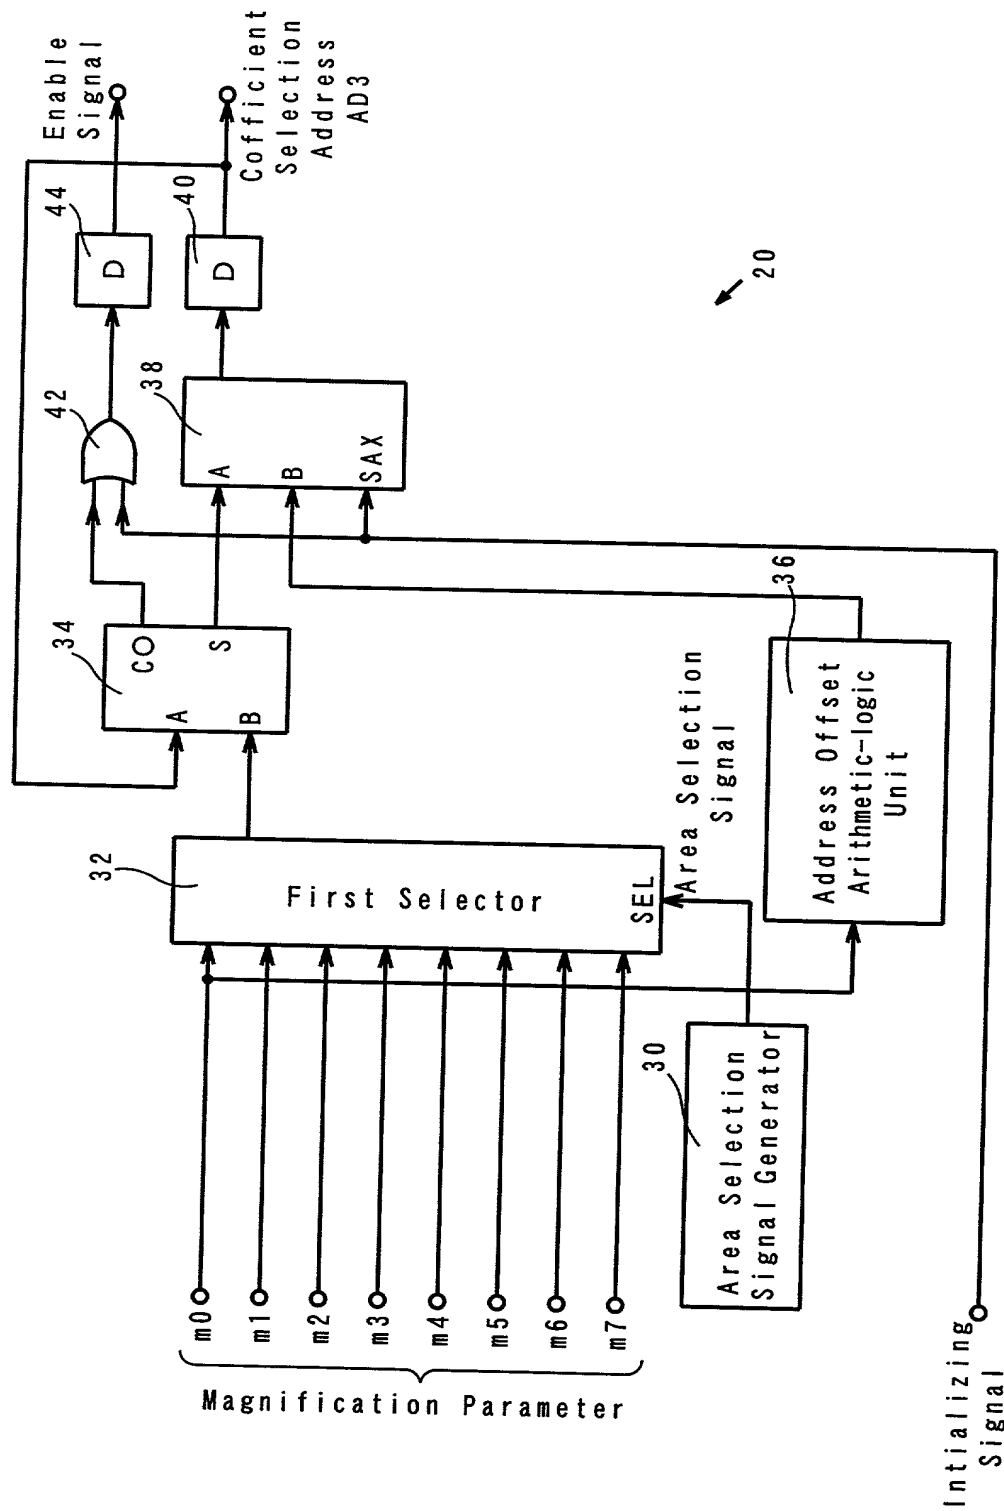 Magnification Parameter
m0
m1
m2
m3
m4
m5
m6
m7
Intializing
Signal
30
Area Selection
Signal Generator
32
First Selector
SEL
Area Selection
Signal
34
A
B
CO
S
36
Address Offset
Arithmetic-logic
Unit
38
A
B
SAX
42
44
D
40
D
Enable
Signal
Cofficient
Selection
Address
AD3
20